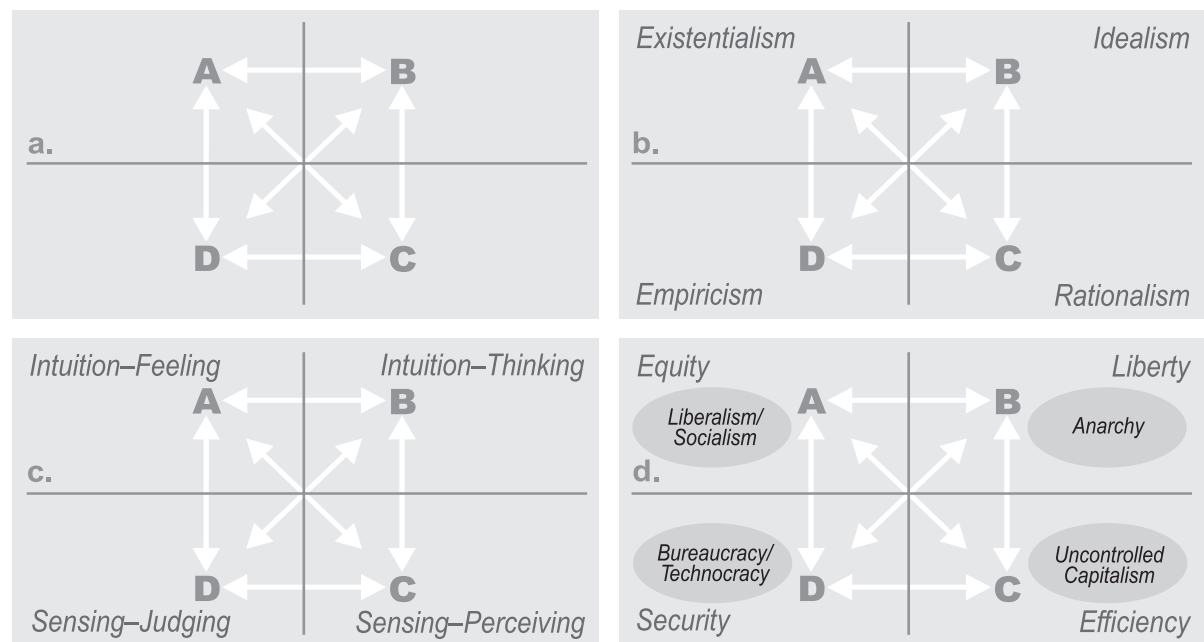 A B
a.
D C
Existentialism Idealism
A B
b.
D C
Empiricism Rationalism
Intuition–Feeling Intuition–Thinking
A B
c.
D C
Sensing–Judging Sensing–Perceiving
Equity Liberty
A B
Liberalism/
Socialism
Anarchy
d.
Bureaucracy/
Technocracy
Uncontrolled
Capitalism
D C
Security Efficiency